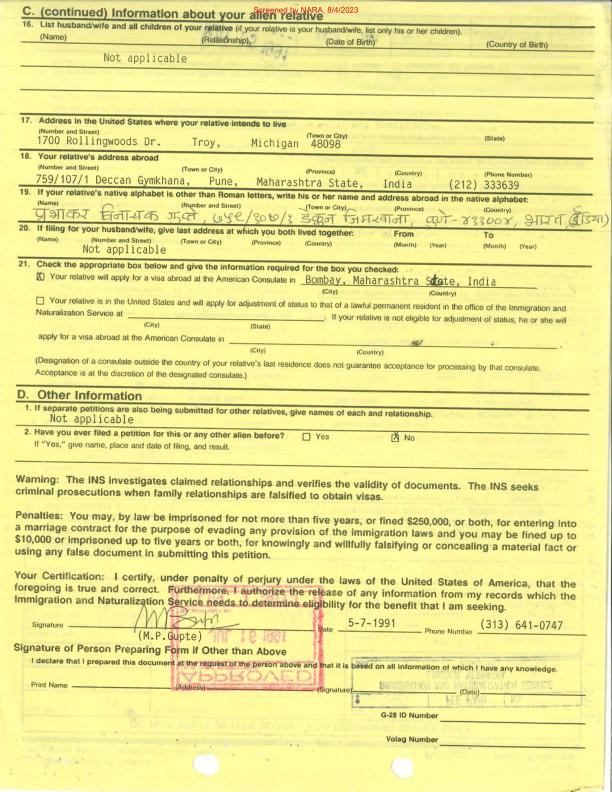 Screened by NARA, 8/4/2023
C. (continued) Information about your alien relative
16. List husband/wife and all children of your relative (if your relative is your husband/wife, list only his or her children).
(Name) (Relationship) (Date of Birth) (Country of Birth)
Not applicable
17. Address in the United States where your relative intends to live
(Number and Street) (Town or City) (State)
1700 Rollingwoods Dr. Troy, Michigan 48098
18. Your relative's address abroad
(Number and Street) (Town or City) (Province) (Country) (Phone Number)
759/107/1 Deccan Gymkhana, Pune, Maharashtra State, India (212) 333639
19. If your relative's native alphabet is other than Roman letters, write his or her name and address abroad in the native alphabet:
(Name) (Number and Street) (Town or City) (Province) (Country)
प्रभाकर विनायक गुप्ते, ७५९/१०७/१ डेक्कन जिमखाना, पुणे-४११००४, भारत (इंडिया)
20. If filing for your husband/wife, give last address at which you both lived together: From To
(Name) (Number and Street) (Town or City) (Province) (Country) (Month) (Year) (Month) (Year)
Not applicable
21. Check the appropriate box below and give the information required for the box you checked:
X Your relative will apply for a visa abroad at the American Consulate in Bombay, Maharashtra State, India
(City) (Country)
Your relative is in the United States and will apply for adjustment of status to that of a lawful permanent resident in the office of the Immigration and
Naturalization Service at . If your relative is not eligible for adjustment of status, he or she will
(City) (State)
apply for a visa abroad at the American Consulate in
(City) (Country)
(Designation of a consulate outside the country of your relative's last residence does not guarantee acceptance for processing by that consulate.
Acceptance is at the discretion of the designated consulate.)
D. Other Information
1. If separate petitions are also being submitted for other relatives, give names of each and relationship.
Not applicable
2. Have you ever filed a petition for this or any other alien before? Yes X No
If "Yes," give name, place and date of filing, and result.
Warning: The INS investigates claimed relationships and verifies the validity of documents. The INS seeks
criminal prosecutions when family relationships are falsified to obtain visas.
Penalties: You may, by law be imprisoned for not more than five years, or fined $250,000, or both, for entering into
a marriage contract for the purpose of evading any provision of the immigration laws and you may be fined up to
$10,000 or imprisoned up to five years or both, for knowingly and willfully falsifying or concealing a material fact or
using any false document in submitting this petition.
Your Certification: I certify, under penalty of perjury under the laws of the United States of America, that the
foregoing is true and correct. Furthermore, I authorize the release of any information from my records which the
Immigration and Naturalization Service needs to determine eligibility for the benefit that I am seeking.
Signature Date 5-7-1991 Phone Number (313) 641-0747
(M.P.Gupte)
Signature of Person Preparing Form If Other than Above
I declare that I prepared this document at the request of the person above and that it is based on all information of which I have any knowledge.
Print Name (Address) (Signature) (Date)
APPROVED
G-28 ID Number
Volag Number